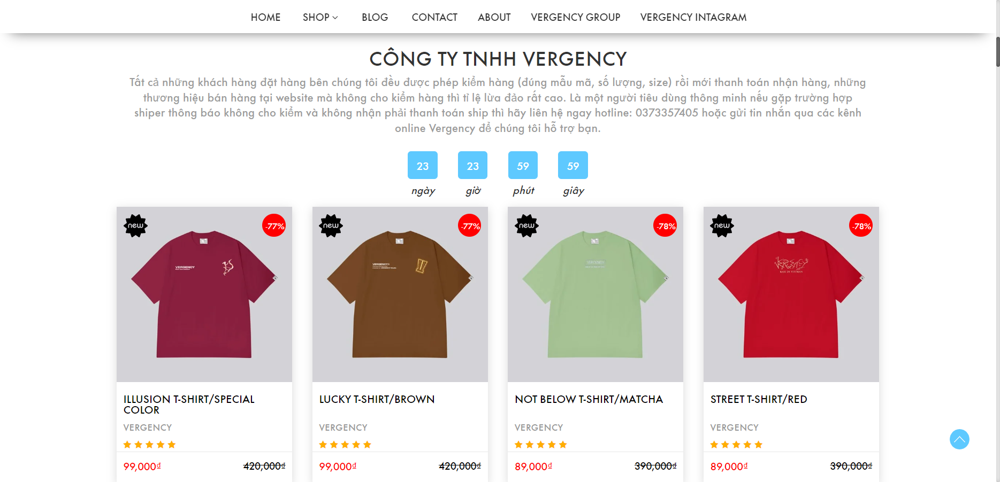 HOME SHOP BLOG CONTACT ABOUT VERGENCY GROUP VERGENCY INTAGRAM
CÔNG TY TNHH VERGENCY
Tất cả những khách hàng đặt hàng bên chúng tôi đều được phép kiểm hàng (đúng mẫu mã, số lượng, size) rồi mới thanh toán nhận hàng, những
thương hiệu bán hàng tại website mà không cho kiểm hàng thì tỉ lệ lừa đảo rất cao. Là một người tiêu dùng thông minh nếu gặp trường hợp
shiper thông báo không cho kiểm và không nhận phải thanh toán ship thì hãy liên hệ ngay hotline: 0373357405 hoặc gửi tin nhắn qua các kênh
online Vergency để chúng tôi hỗ trợ bạn.
23 23 59 59
ngày giờ phút giây
new -77% new -77% new -78% new -78%
VERGENCY
VERGENCY®
VERGENCY
VERGENCY
MADE IN VIETNAM
ILLUSION T-SHIRT/SPECIAL
COLOR
VERGENCY
99,000₫ 420,000₫
LUCKY T-SHIRT/BROWN
VERGENCY
99,000₫ 420,000₫
NOT BELOW T-SHIRT/MATCHA
VERGENCY
89,000₫ 390,000₫
STREET T-SHIRT/RED
VERGENCY
89,000₫ 390,000₫